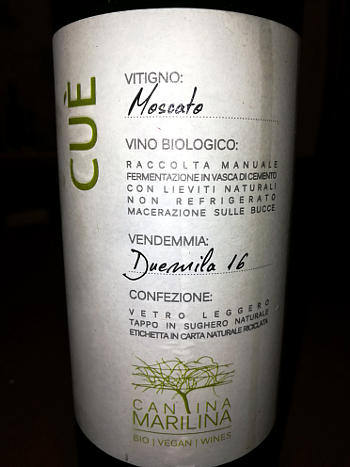 CUÈ
VITIGNO:
Moscato
VINO BIOLOGICO:
RACCOLTA MANUALE
FERMENTAZIONE IN VASCA DI CEMENTO
CON LIEVITI NATURALI
NON REFRIGERATO
MACERAZIONE SULLE BUCCE
VENDEMMIA:
Duemila 16
CONFEZIONE:
VETRO LEGGERO
TAPPO IN SUGHERO NATURALE
ETICHETTA IN CARTA NATURALE RICICLATA
CANTINA
MARILINA
BIO | VEGAN | WINES